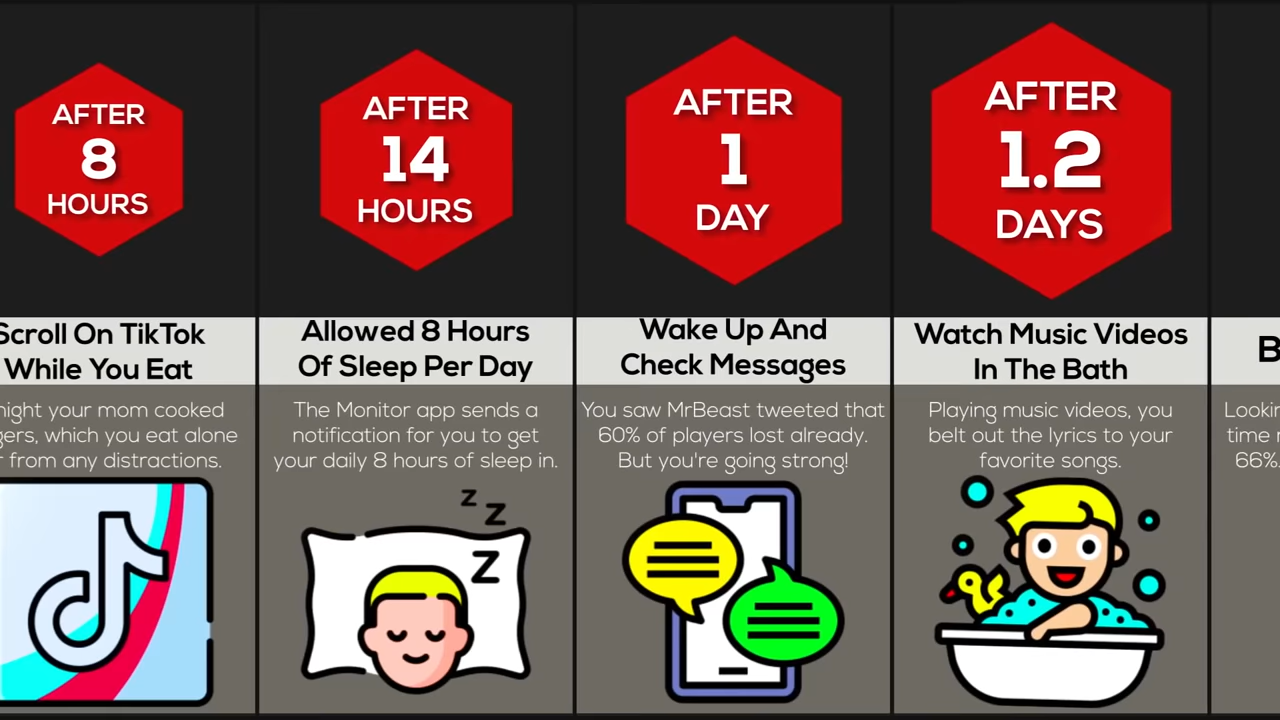 AFTER
8
HOURS
Scroll On TikTok
While You Eat
night your mom cooked
which you eat alone
from any distractions.
AFTER
14
HOURS
Allowed 8 Hours
Of Sleep Per Day
The Monitor app sends a
notification for you to get
your daily 8 hours of sleep in.
z
z
z
AFTER
1
DAY
Wake Up And
Check Messages
You saw MrBeast tweeted that
60% of players lost already.
But you're going strong!
AFTER
1.2
DAYS
Watch Music Videos
In The Bath
Playing music videos, you
belt out the lyrics to your
favorite songs.
B
time
66%